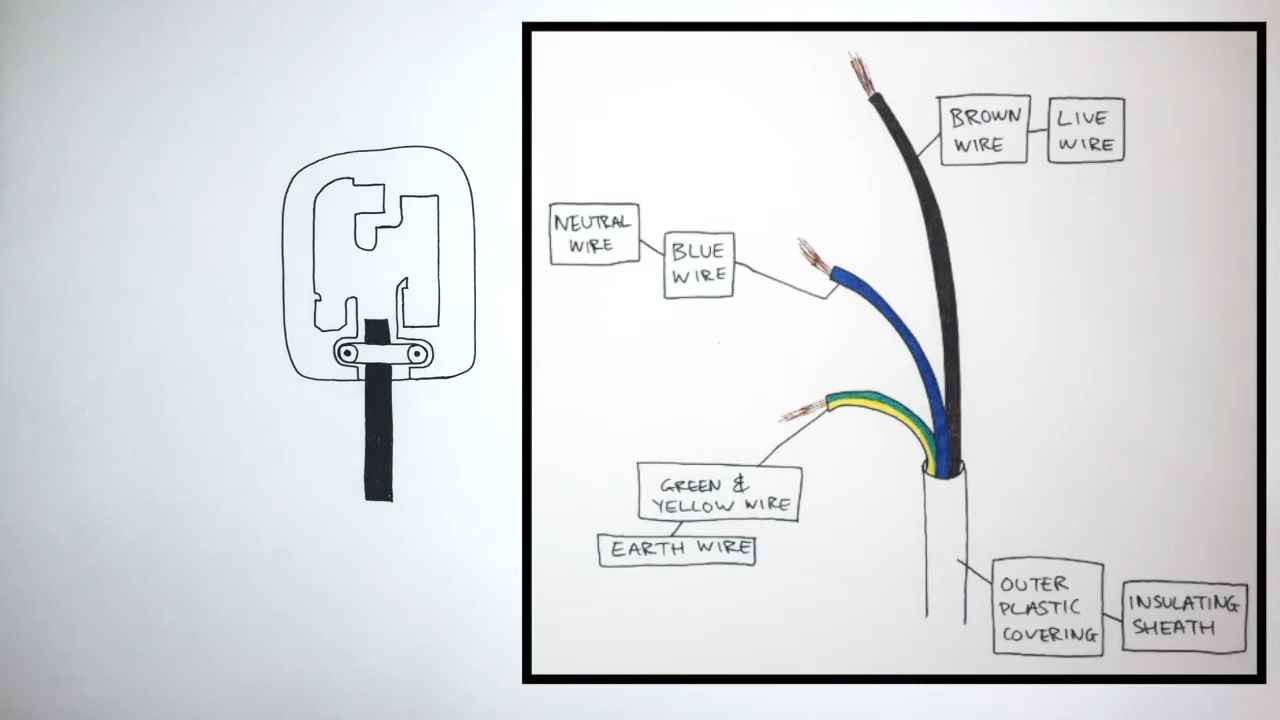 BROWN
WIRE
LIVE
WIRE
NEUTRAL
WIRE
BLUE
WIRE
GREEN &
YELLOW WIRE
EARTH WIRE
OUTER
PLASTIC
COVERING
INSULATING
SHEATH